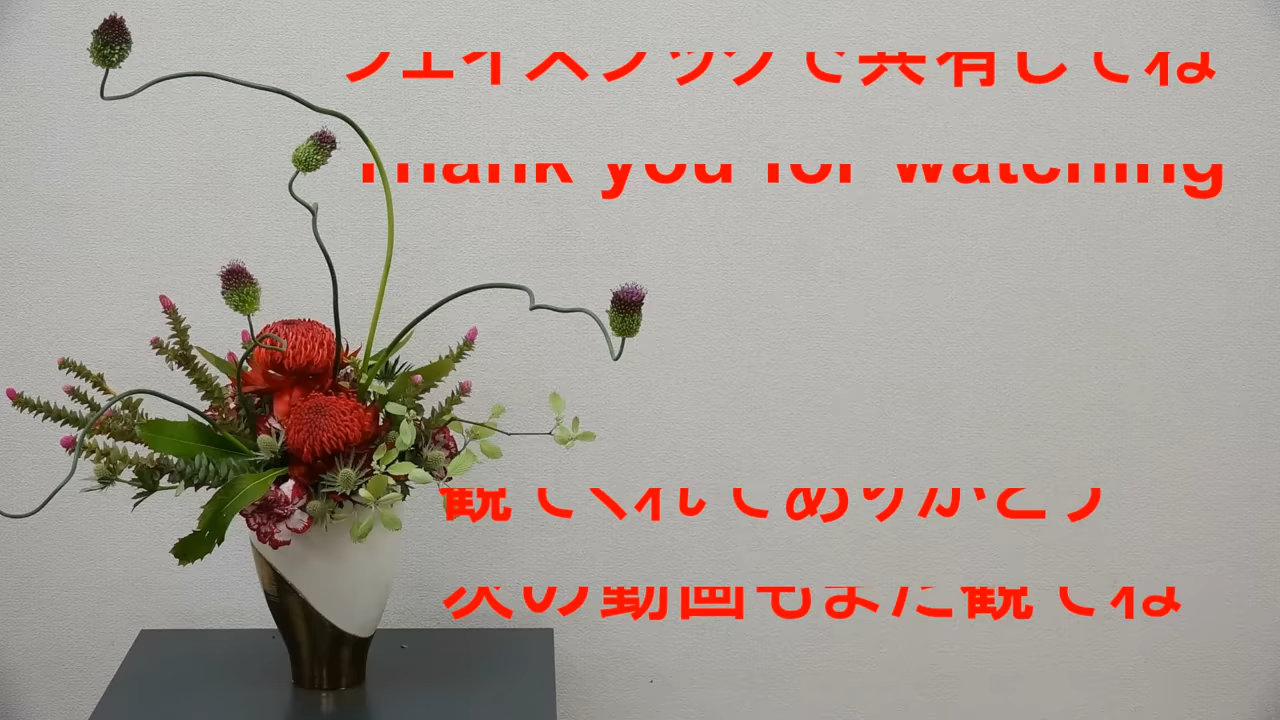 フェイスブックで共有してね
Thank you for watching
観てくれてありがとう
次の動画もまた観てね